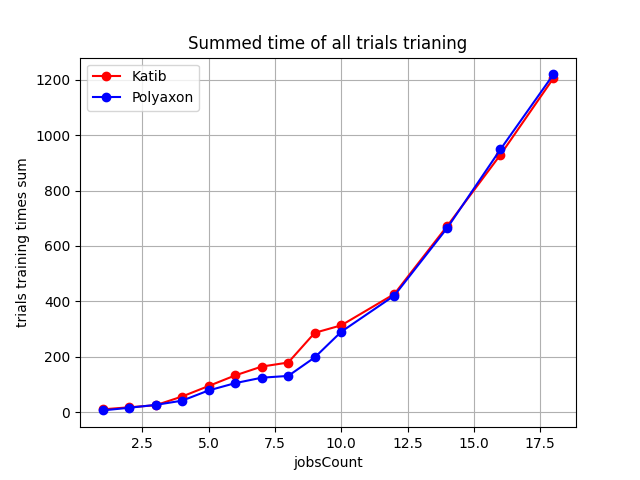 Summed time of all trials trianing
Katib
Polyaxon
trials training times sum
1200
1000
800
600
400
200
0
2.5 5.0 7.5 10.0 12.5 15.0 17.5
jobsCount